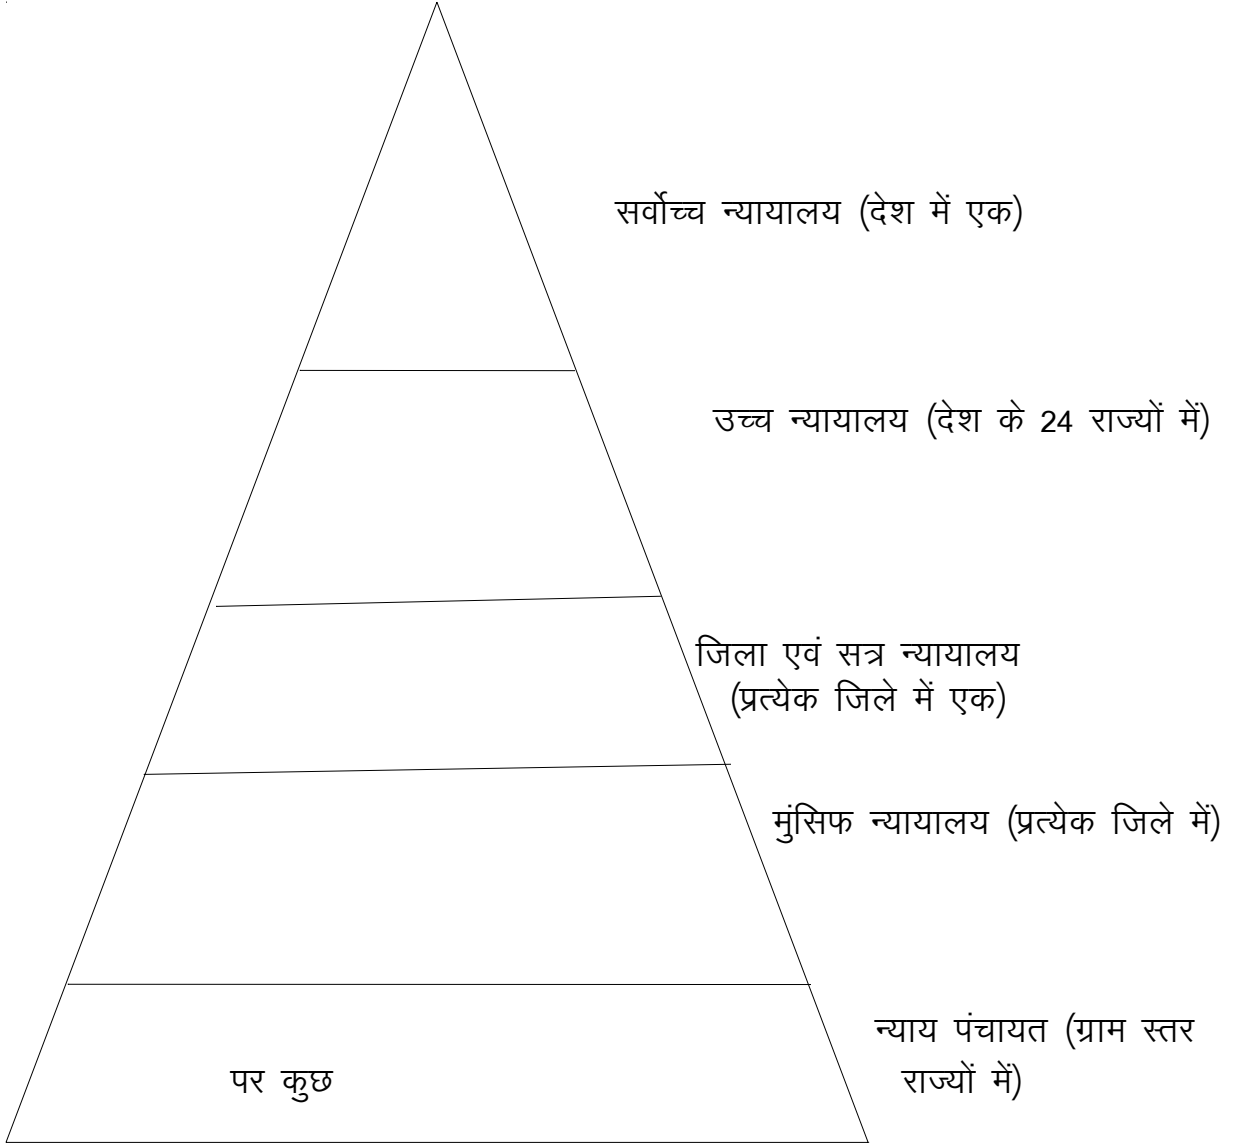 सर्वोच्च न्यायालय (देश में एक)
उच्च न्यायालय (देश के 24 राज्यों में)
जिला एवं सत्र न्यायालय
(प्रत्येक जिले में एक)
मुंसिफ न्यायालय (प्रत्येक जिले में)
न्याय पंचायत (ग्राम स्तर
पर कुछ राज्यों में)